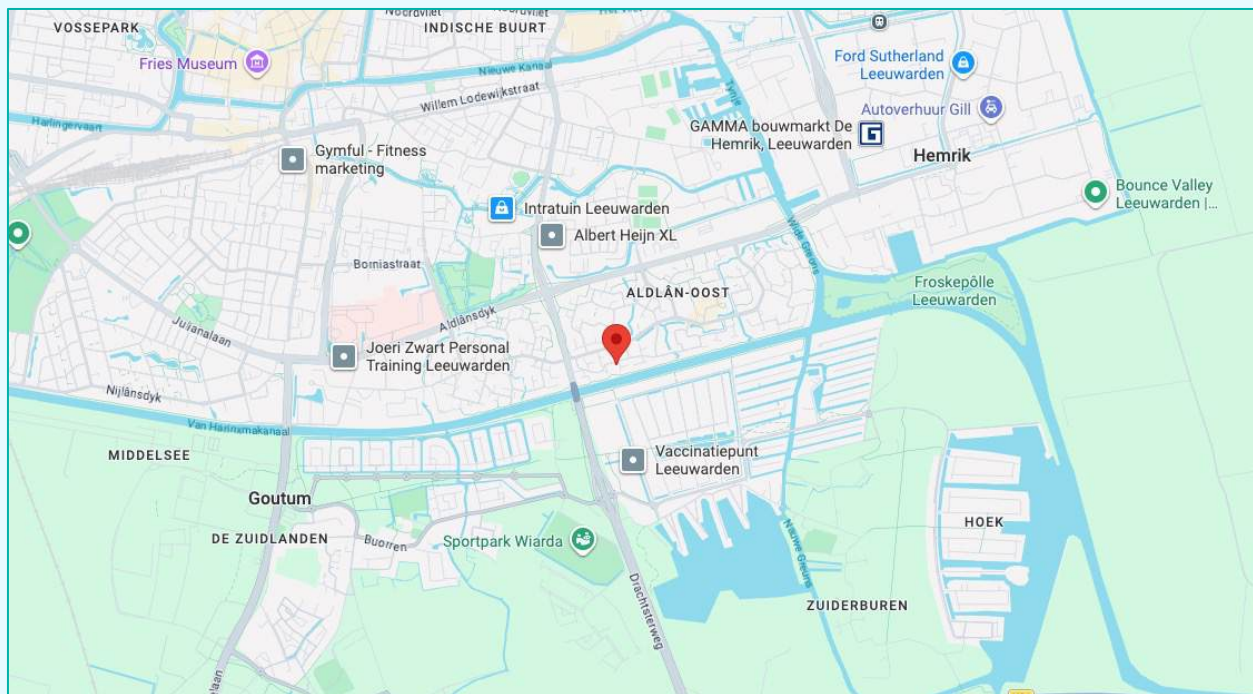 VOSSEPARK
INDISCHE BUURT
Fries Museum
Nieuwe Kanaal
Ford Sutherland
Leeuwarden
Tynje
Willem Lodewijkstraat
Autoverhuur Gill
Harlingervaart
GAMMA bouwmarkt De
Hemrik, Leeuwarden
G
Hemrik
Gymful - Fitness
marketing
Bounce Valley
Leeuwarden |...
Intratuin Leeuwarden
Albert Heijn XL
Wide Greuns
Borniastraat
ALDLÂN-OOST
Froskepôlle
Leeuwarden
Aldlânsdyk
Julianalaan
Joeri Zwart Personal
Training Leeuwarden
Nijlânsdyk
Van Harinxmakanaal
MIDDELSEE
Vaccinatiepunt
Leeuwarden
Goutum
DE ZUIDLANDEN
Buorren
Sportpark Wiarda
HOEK
Nauwe Greuns
Drachtsterweg
ZUIDERBUREN